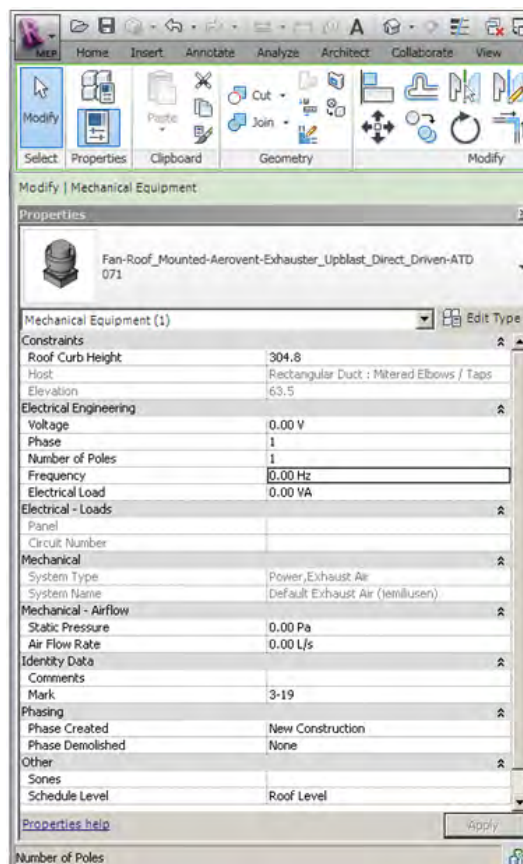 MEP Home Insert Annotate Analyze Architect Collaborate View
Modify Paste Cut Join
Select Properties Clipboard Geometry Modify
Modify | Mechanical Equipment
Properties
Fan-Roof_Mounted-Aerovent-Exhauster_Upblast_Direct_Driven-ATD
071
Mechanical Equipment (1) Edit Type
Constraints
Roof Curb Height 304.8
Host Rectangular Duct : Mitered Elbows / Taps
Elevation 63.5
Electrical Engineering
Voltage 0.00 V
Phase 1
Number of Poles 1
Frequency 0.00 Hz
Electrical Load 0.00 VA
Electrical - Loads
Panel
Circuit Number
Mechanical
System Type Power,Exhaust Air
System Name Default Exhaust Air
Mechanical - Airflow
Static Pressure 0.00 Pa
Air Flow Rate 0.00 L/s
Identity Data
Comments
Mark 3-19
Phasing
Phase Created New Construction
Phase Demolished None
Other
Sones
Schedule Level Roof Level
Properties help Apply
Number of Poles